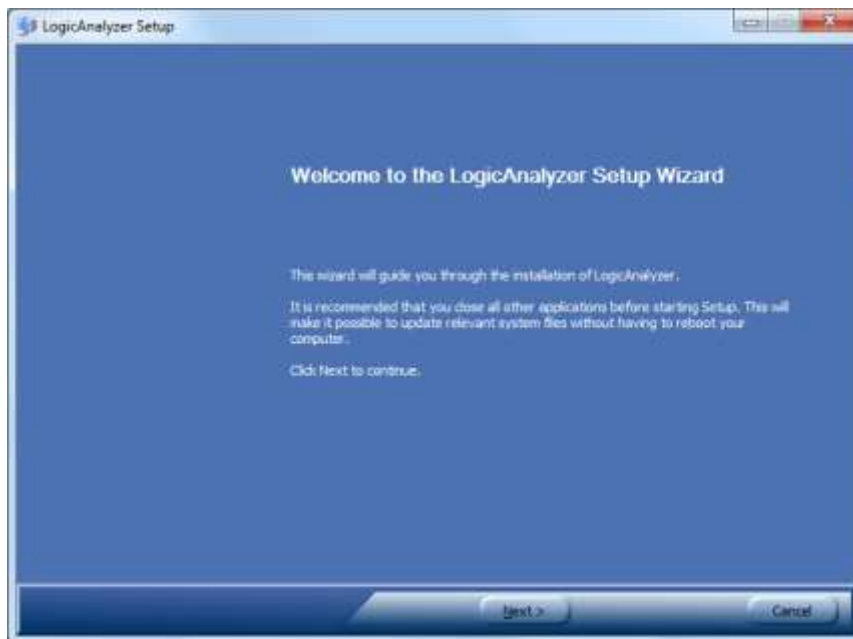 LogicAnalyzer Setup
Welcome to the LogicAnalyzer Setup Wizard
This wizard will guide you through the installation of LogicAnalyzer.
It is recommended that you close all other applications before starting Setup. This will
make it possible to update relevant system files without having to reboot your
computer.
Click Next to continue.
Next >
Cancel